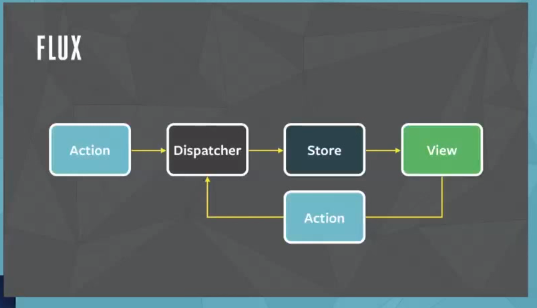 FLUX
Action
Dispatcher
Store
View
Action